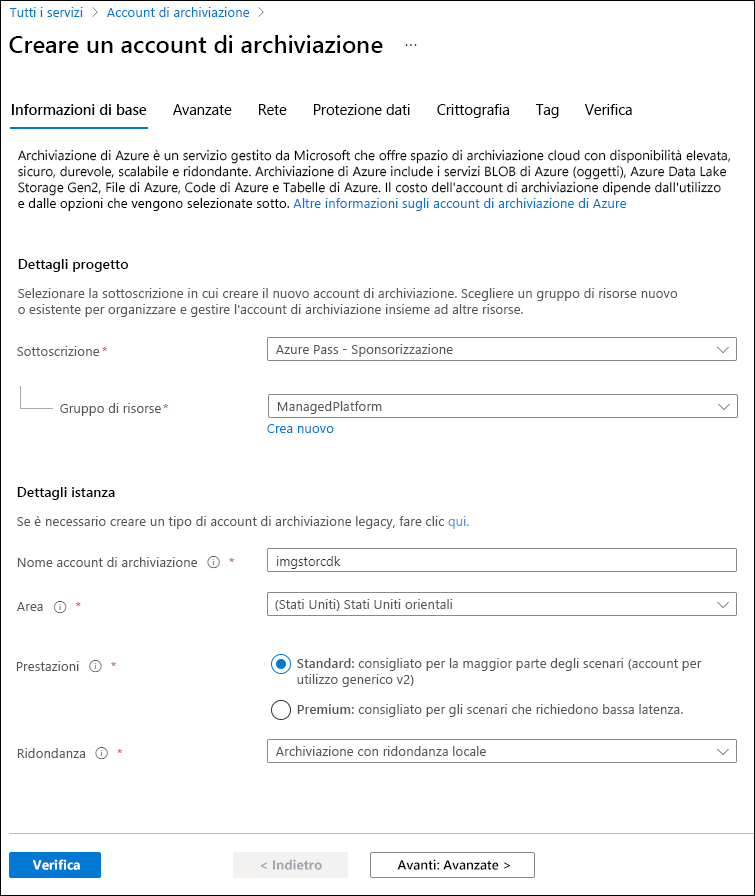 Tutti i servizi > Account di archiviazione >
Creare un account di archiviazione ...
Informazioni di base Avanzate Rete Protezione dati Crittografia Tag Verifica
Archiviazione di Azure è un servizio gestito da Microsoft che offre spazio di archiviazione cloud con disponibilità elevata,
sicuro, durevole, scalabile e ridondante. Archiviazione di Azure include i servizi BLOB di Azure (oggetti), Azure Data Lake
Storage Gen2, File di Azure, Code di Azure e Tabelle di Azure. Il costo dell'account di archiviazione dipende dall'utilizzo
e dalle opzioni che vengono selezionate sotto. Altre informazioni sugli account di archiviazione di Azure
Dettagli progetto
Selezionare la sottoscrizione in cui creare il nuovo account di archiviazione. Scegliere un gruppo di risorse nuovo
o esistente per organizzare e gestire l'account di archiviazione insieme ad altre risorse.
Sottoscrizione * Azure Pass - Sponsorizzazione
Gruppo di risorse * ManagedPlatform
Crea nuovo
Dettagli istanza
Se è necessario creare un tipo di account di archiviazione legacy, fare clic qui.
Nome account di archiviazione * imgstorcdk
Area * (Stati Uniti) Stati Uniti orientali
Prestazioni * Standard: consigliato per la maggior parte degli scenari (account per
utilizzo generico v2)
Premium: consigliato per gli scenari che richiedono bassa latenza.
Ridondanza * Archiviazione con ridondanza locale
Verifica < Indietro Avanti: Avanzate >